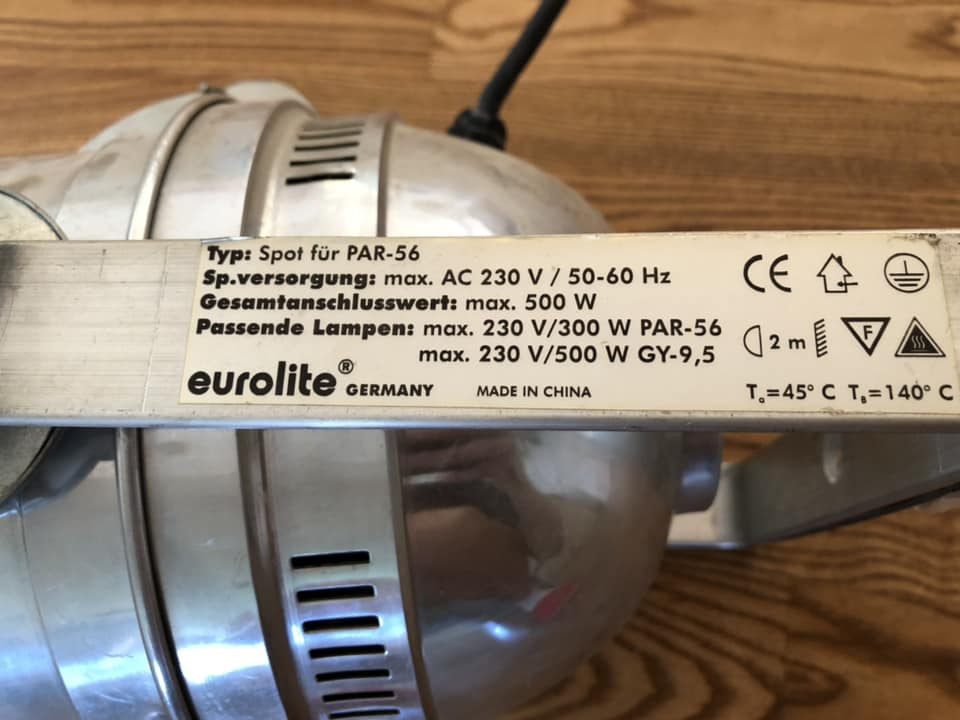 Typ: Spot für PAR-56
Sp.versorgung: max. AC 230 V / 50-60 Hz
Gesamtanschlusswert: max. 500 W
Passende Lampen: max. 230 V/300 W PAR-56
max. 230 V/500 W GY-9,5
eurolite® GERMANY MADE IN CHINA
CE
2 m F
Ta=45° C TB=140° C